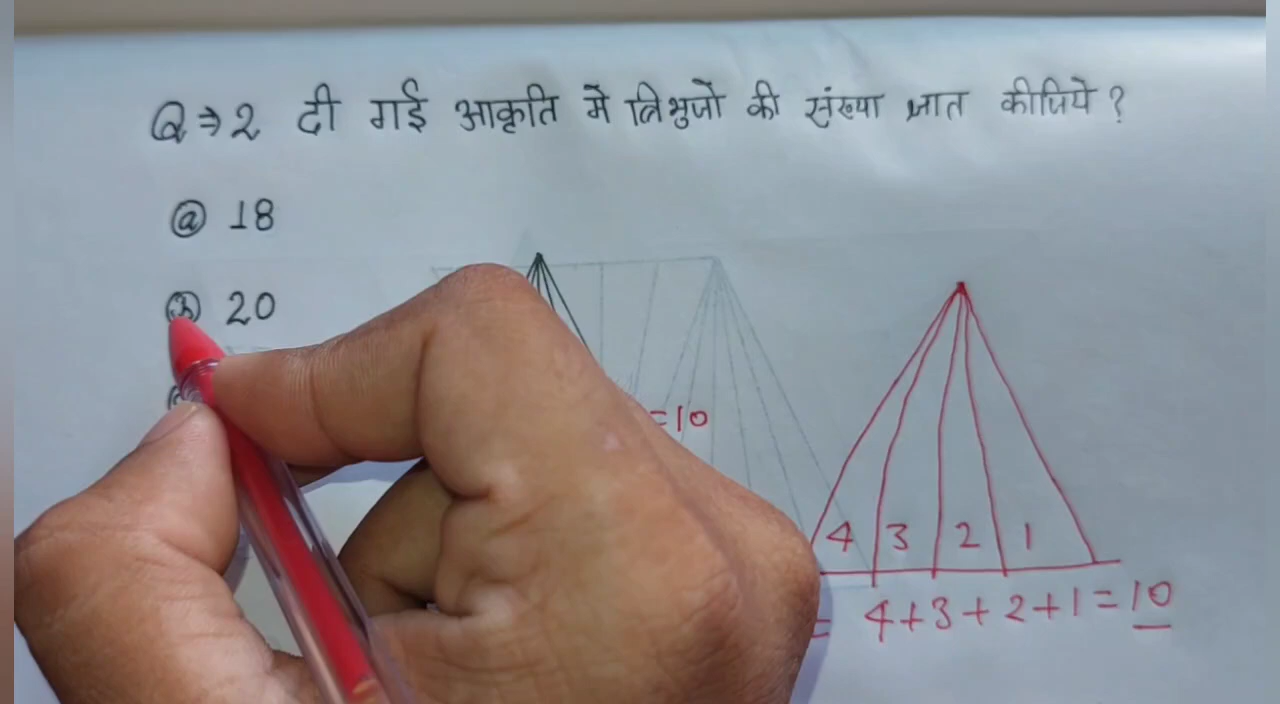 Q⇒2 दी गई आकृति मे त्रिभुजो की संख्या ज्ञात कीजिये ?
ⓐ 18
20
=10
4 3 2 1
= 4+3+2+1=10